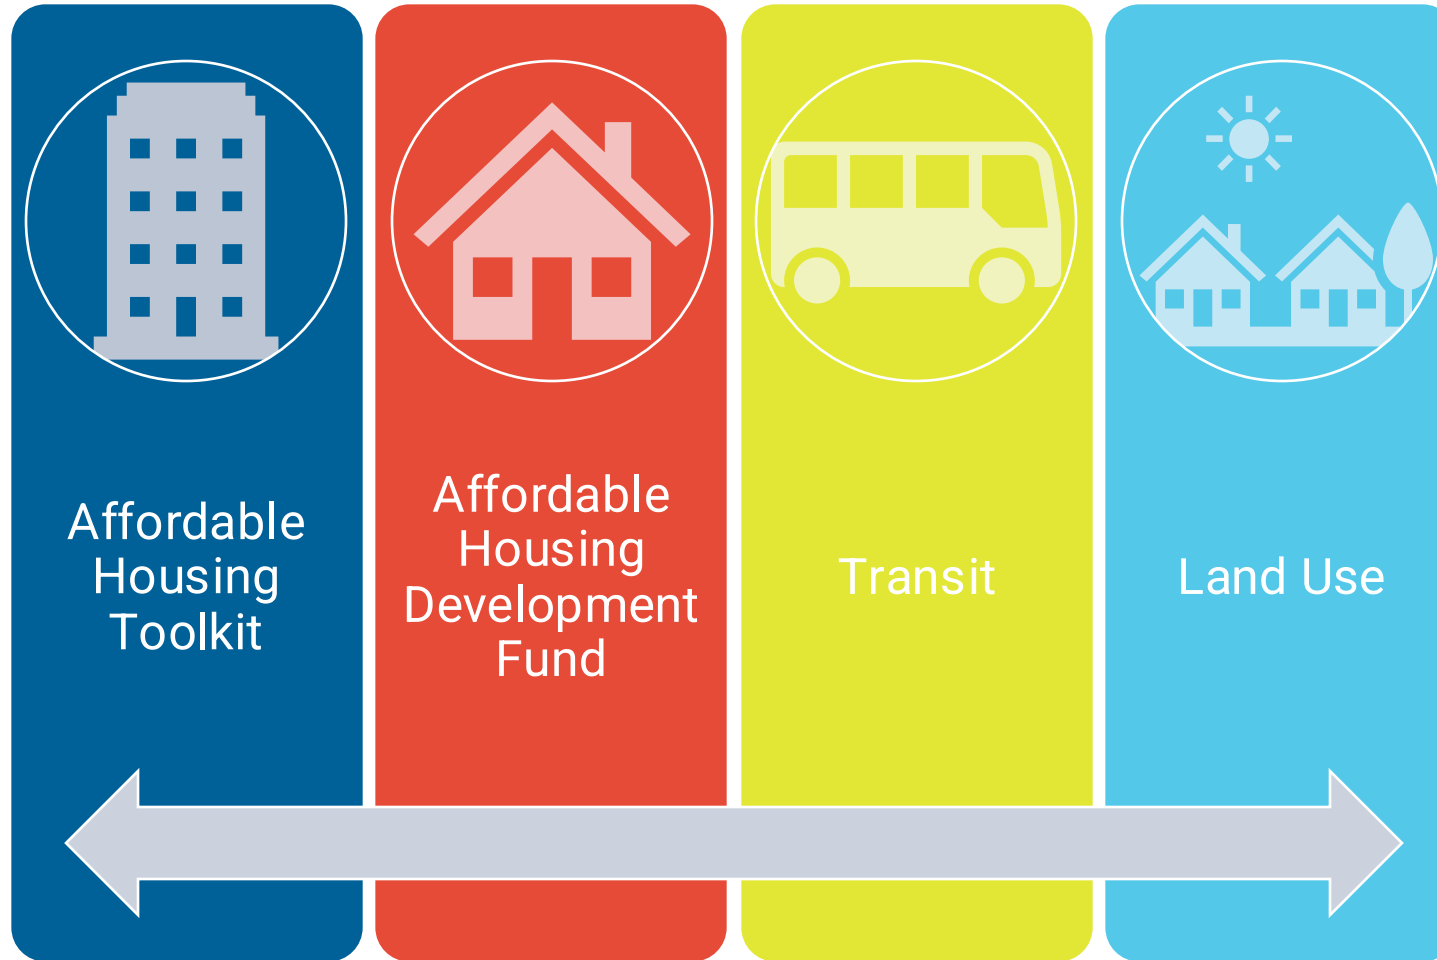 Affordable
Housing
Toolkit
Affordable
Housing
Development
Fund
Transit
Land Use